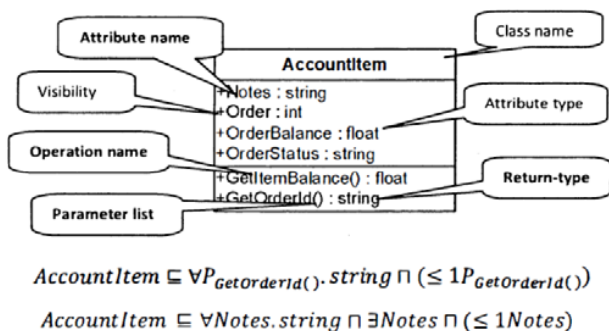 Attribute name
Class name
AccountItem
Visibility
+Notes : string
+Order : int
Attribute type
+OrderBalance : float
+OrderStatus : string
Operation name
+GetItemBalance() : float
Return-type
+GetOrderId() : string
Parameter list
AccountItem ⊑ ∀P_GetOrderId(). string ⊓ (≤ 1P_GetOrderId())
AccountItem ⊑ ∀Notes. string ⊓ ∃Notes ⊓ (≤ 1Notes)